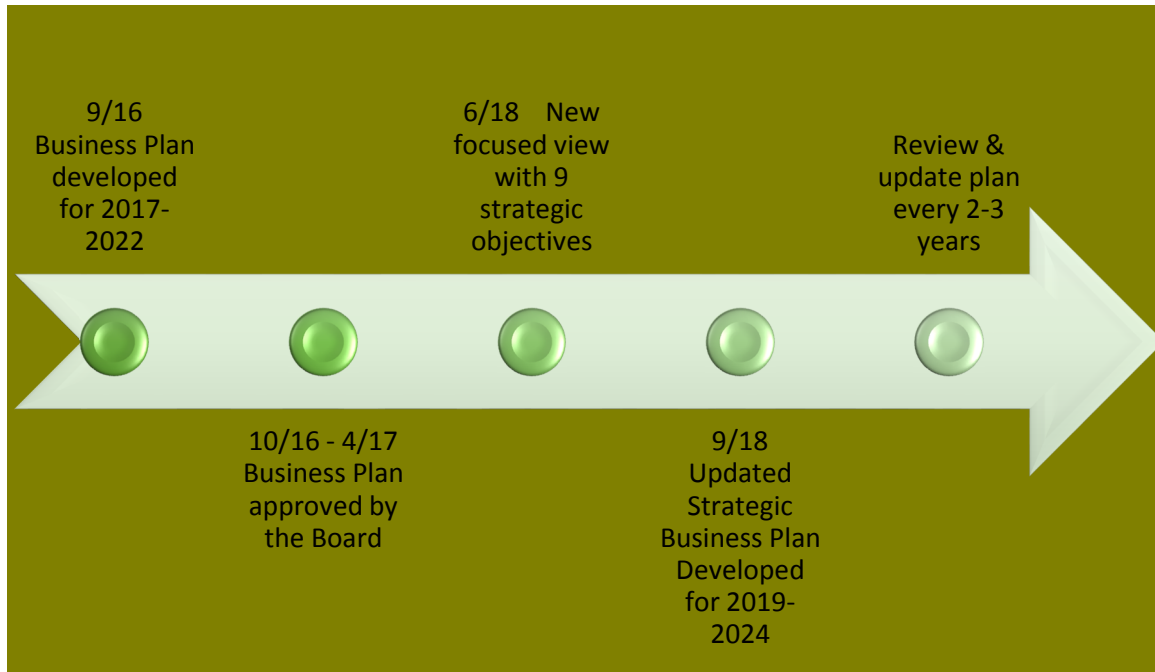 9/16
Business Plan
developed
for 2017-
2022
10/16 - 4/17
Business Plan
approved by
the Board
6/18    New
focused view
with 9
strategic
objectives
9/18
Updated
Strategic
Business Plan
Developed
for 2019-
2024
Review &
update plan
every 2-3
years